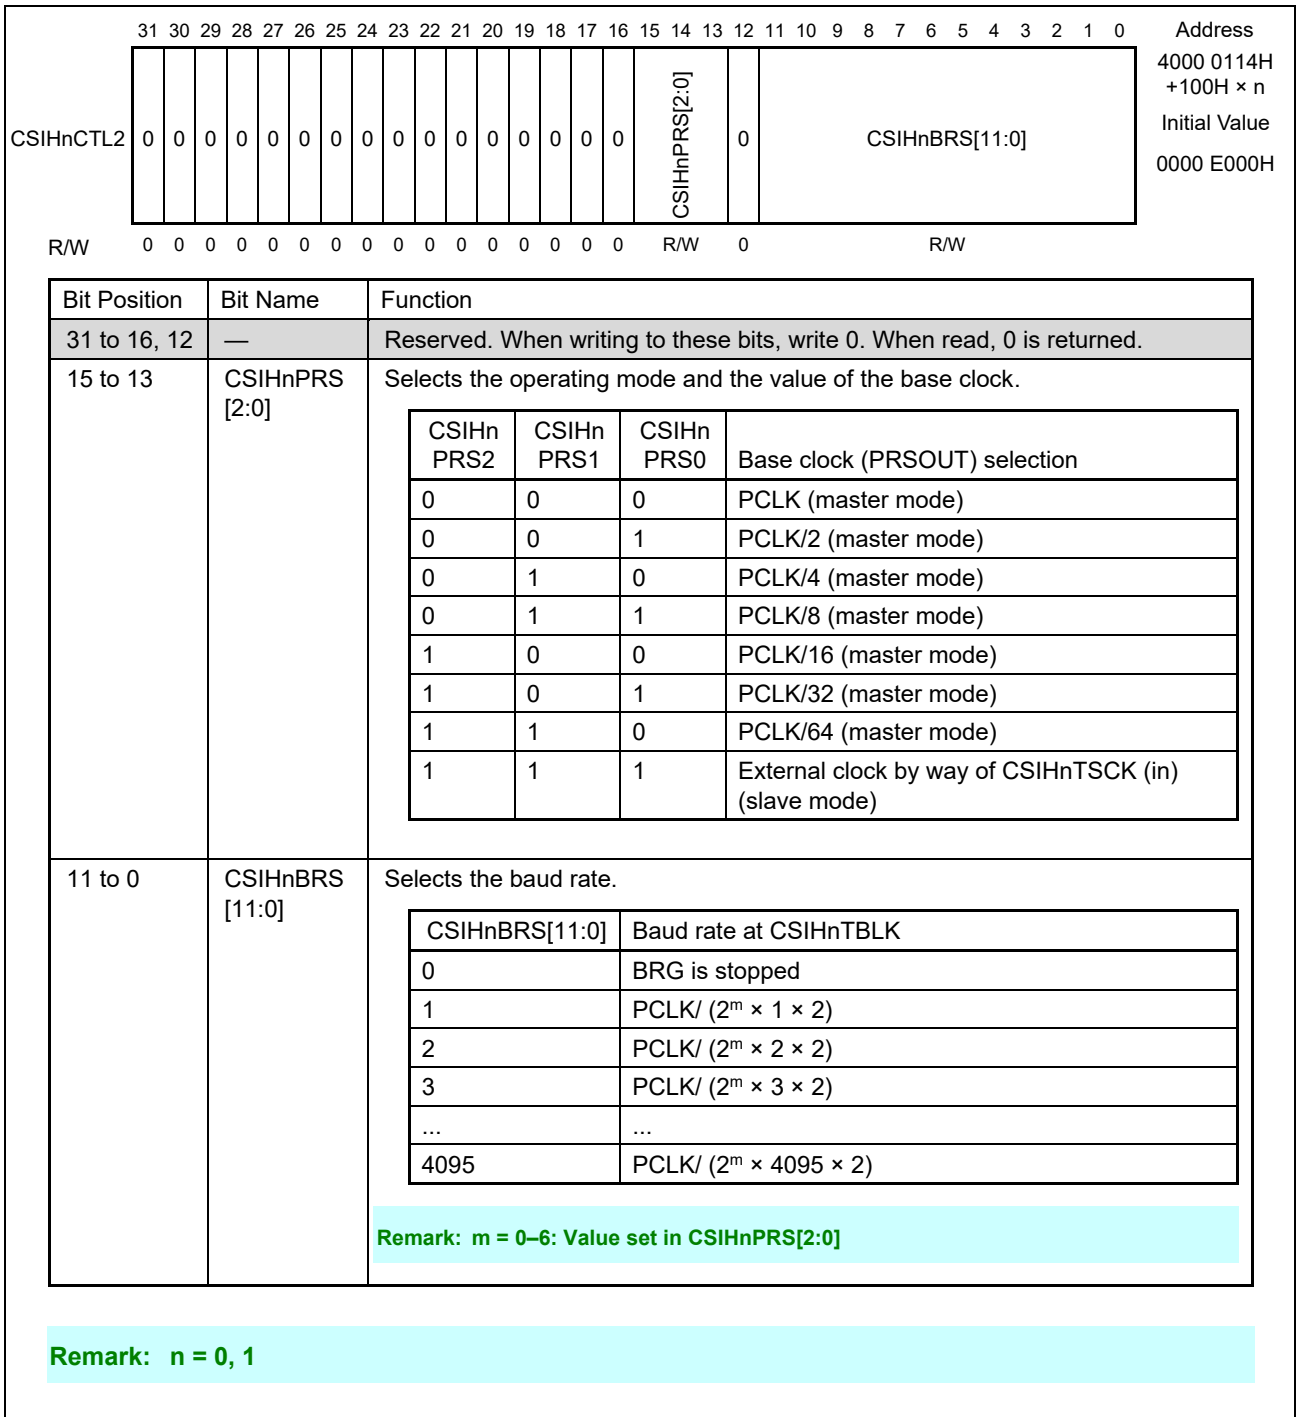 31 30 29 28 27 26 25 24 23 22 21 20 19 18 17 16 15 14 13 12 11 10 9 8 7 6 5 4 3 2 1 0 Address
4000 0114H
+100H × n
Initial Value
0000 E000H
CSIHnCTL2 0 0 0 0 0 0 0 0 0 0 0 0 0 0 0 0 CSIHnPRS[2:0] 0 CSIHnBRS[11:0]
R/W 0 0 0 0 0 0 0 0 0 0 0 0 0 0 0 0 R/W 0 R/W
Bit Position Bit Name Function
31 to 16, 12 — Reserved. When writing to these bits, write 0. When read, 0 is returned.
15 to 13 CSIHnPRS Selects the operating mode and the value of the base clock.
[2:0]
CSIHn CSIHn CSIHn
PRS2 PRS1 PRS0 Base clock (PRSOUT) selection
0 0 0 PCLK (master mode)
0 0 1 PCLK/2 (master mode)
0 1 0 PCLK/4 (master mode)
0 1 1 PCLK/8 (master mode)
1 0 0 PCLK/16 (master mode)
1 0 1 PCLK/32 (master mode)
1 1 0 PCLK/64 (master mode)
1 1 1 External clock by way of CSIHnTSCK (in)
(slave mode)
11 to 0 CSIHnBRS Selects the baud rate.
[11:0]
CSIHnBRS[11:0] Baud rate at CSIHnTBLK
0 BRG is stopped
1 PCLK/ (2ᵐ × 1 × 2)
2 PCLK/ (2ᵐ × 2 × 2)
3 PCLK/ (2ᵐ × 3 × 2)
... ...
4095 PCLK/ (2ᵐ × 4095 × 2)
Remark: m = 0–6: Value set in CSIHnPRS[2:0]
Remark: n = 0, 1